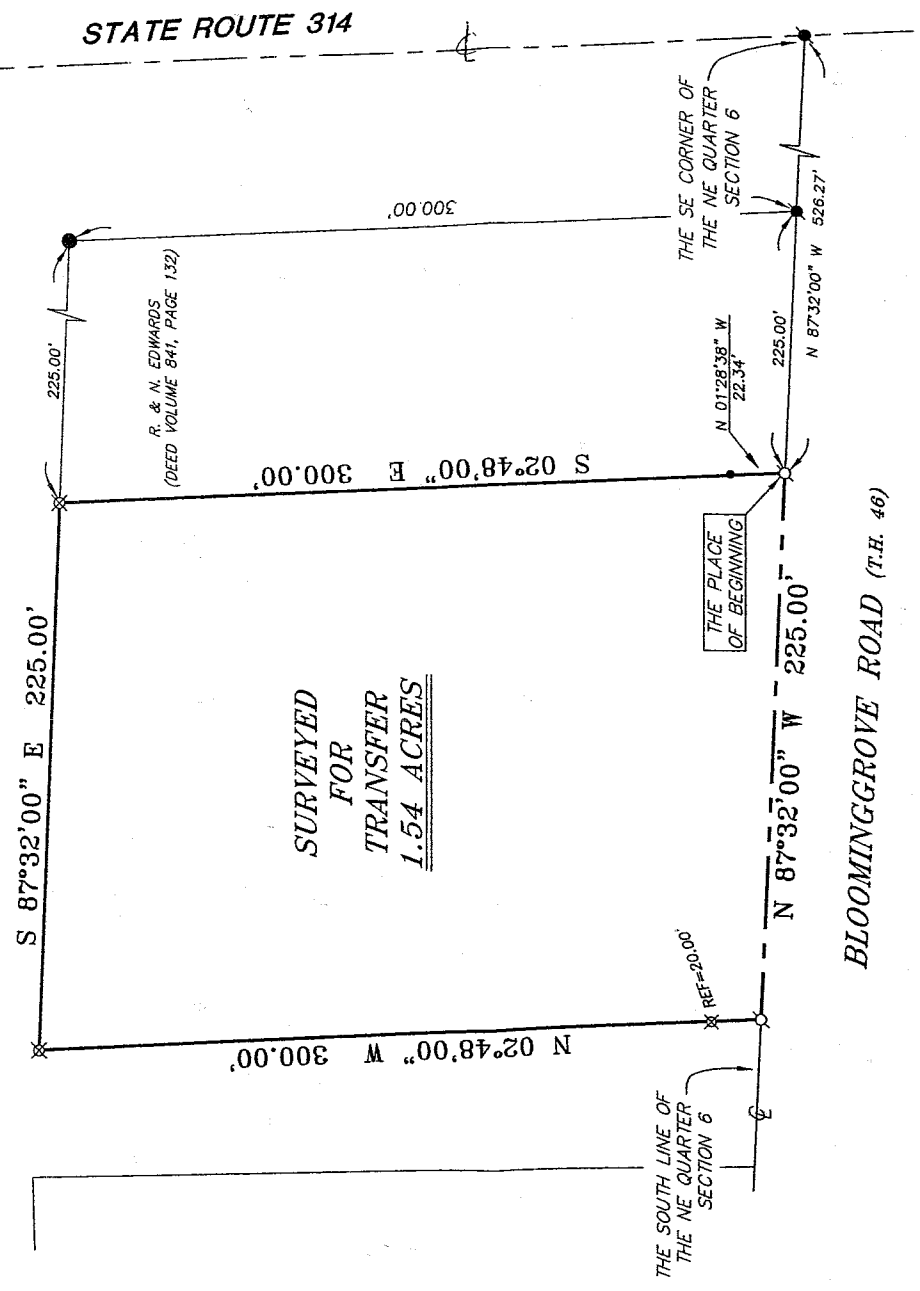 STATE ROUTE 314
℄
THE SE CORNER OF
THE NE QUARTER
SECTION 6
300.00'
225.00'
R. & N. EDWARDS
(DEED VOLUME 841, PAGE 132)
N 01°28'38" W
22.34'
225.00'
N 87°32'00" W 526.27'
S 02°48'00" E 300.00'
THE PLACE
OF BEGINNING
S 87°32'00" E 225.00'
SURVEYED
FOR
TRANSFER
1.54 ACRES
N 87°32'00" W 225.00'
BLOOMINGGROVE ROAD (T.H. 46)
REF=20.00'
N 02°48'00" W 300.00'
THE SOUTH LINE OF
THE NE QUARTER
SECTION 6
℄